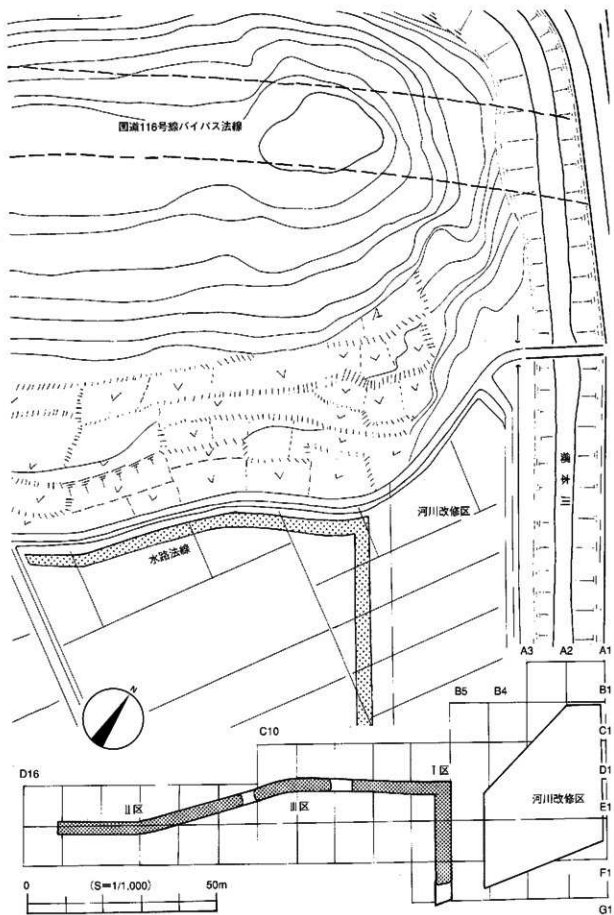 国道116号線バイパス法線
河川改修区
水路法線
N
A3 A2 A1
B5 B4 B1
C10 C1
D16 D1
I区
II区
III区
河川改修区
E1
F1
G1
0 (S=1/1,000) 50m